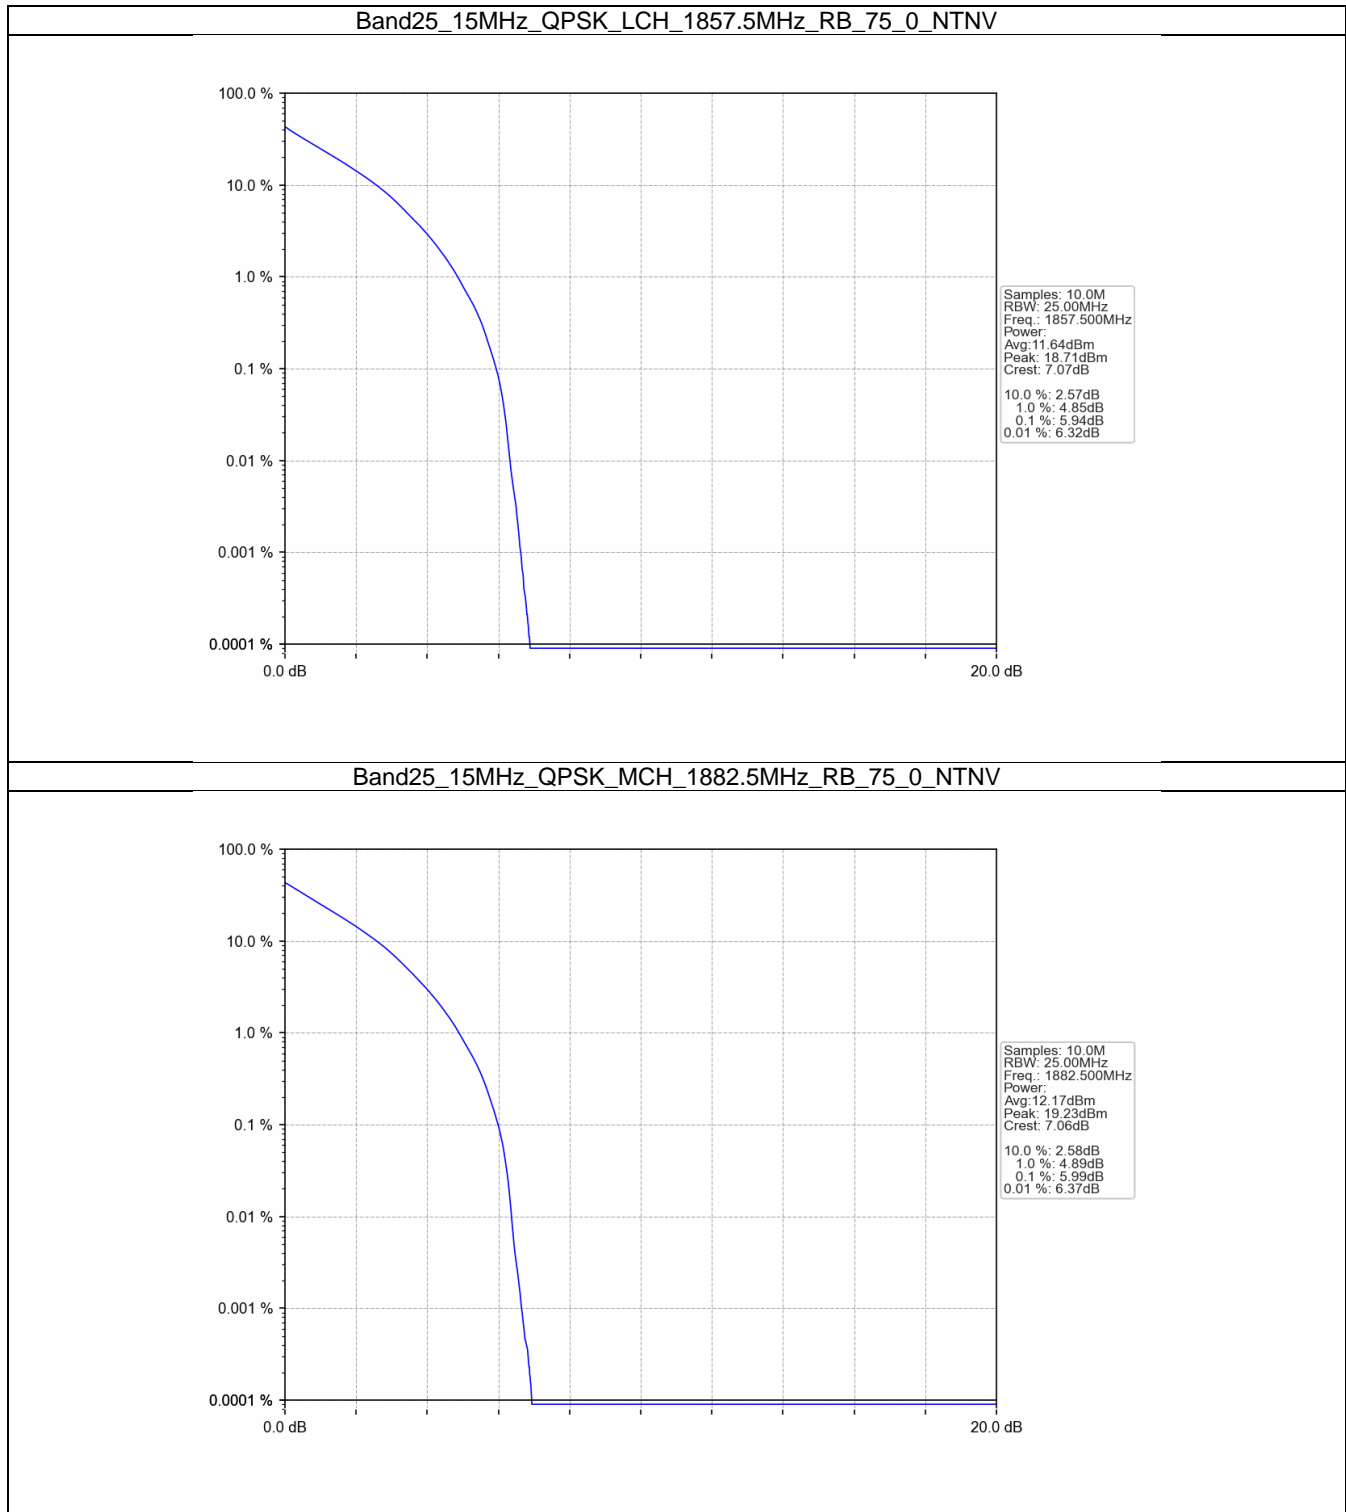 Band25_15MHz_QPSK_LCH_1857.5MHz_RB_75_0_NTNV
100.0 %
10.0 %
1.0 %
0.1 %
0.01 %
0.001 %
0.0001 %
0.0 dB
20.0 dB
Samples: 10.0M
RBW: 25.00MHz
Freq.: 1857.500MHz
Power:
Avg:11.64dBm
Peak: 18.71dBm
Crest: 7.07dB
10.0 %: 2.57dB
1.0 %: 4.85dB
0.1 %: 5.94dB
0.01 %: 6.32dB
Band25_15MHz_QPSK_MCH_1882.5MHz_RB_75_0_NTNV
100.0 %
10.0 %
1.0 %
0.1 %
0.01 %
0.001 %
0.0001 %
0.0 dB
20.0 dB
Samples: 10.0M
RBW: 25.00MHz
Freq.: 1882.500MHz
Power:
Avg:12.17dBm
Peak: 19.23dBm
Crest: 7.06dB
10.0 %: 2.58dB
1.0 %: 4.89dB
0.1 %: 5.99dB
0.01 %: 6.37dB